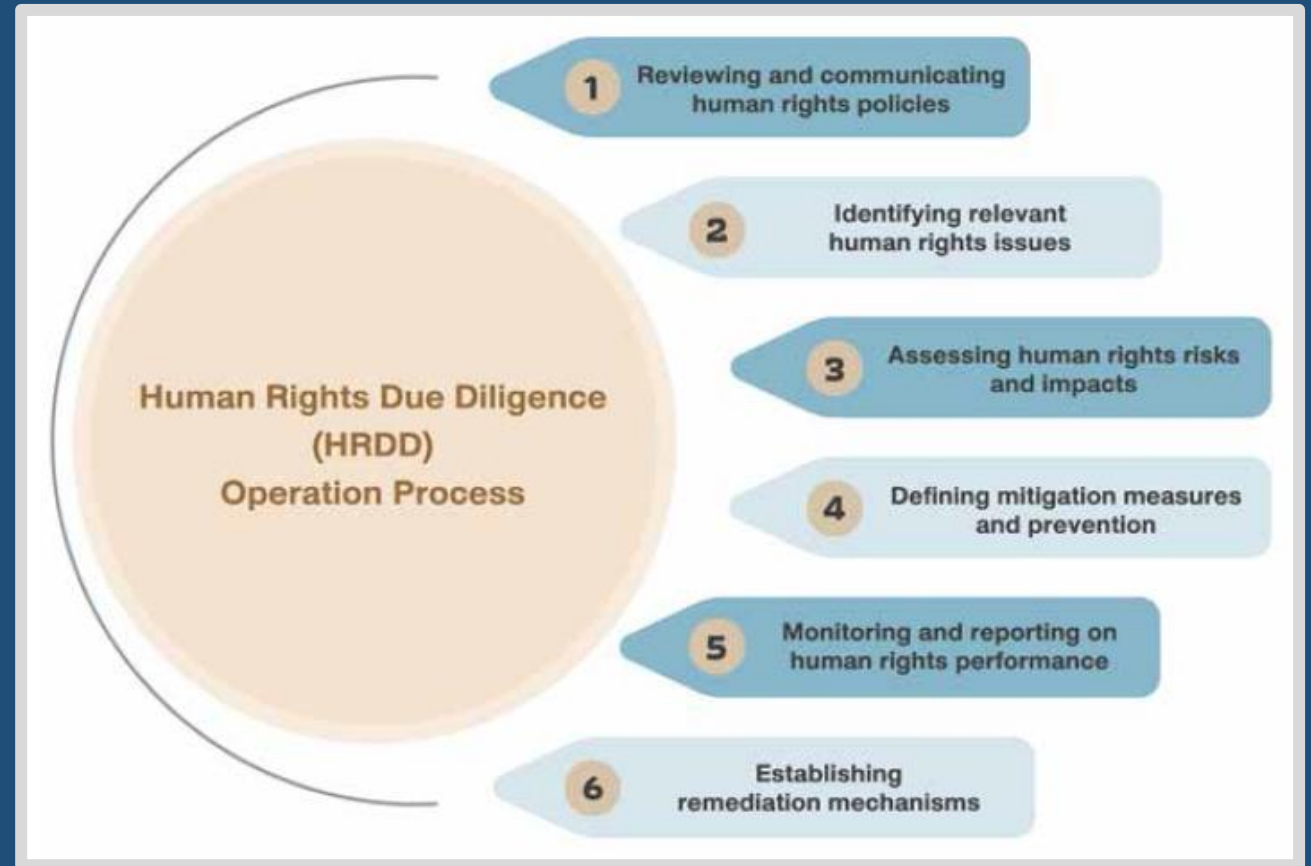 Human Rights Due Diligence
(HRDD)
Operation Process
1
Reviewing and communicating
human rights policies
2
Identifying relevant
human rights issues
3
Assessing human rights risks
and impacts
4
Defining mitigation measures
and prevention
5
Monitoring and reporting on
human rights performance
6
Establishing
remediation mechanisms